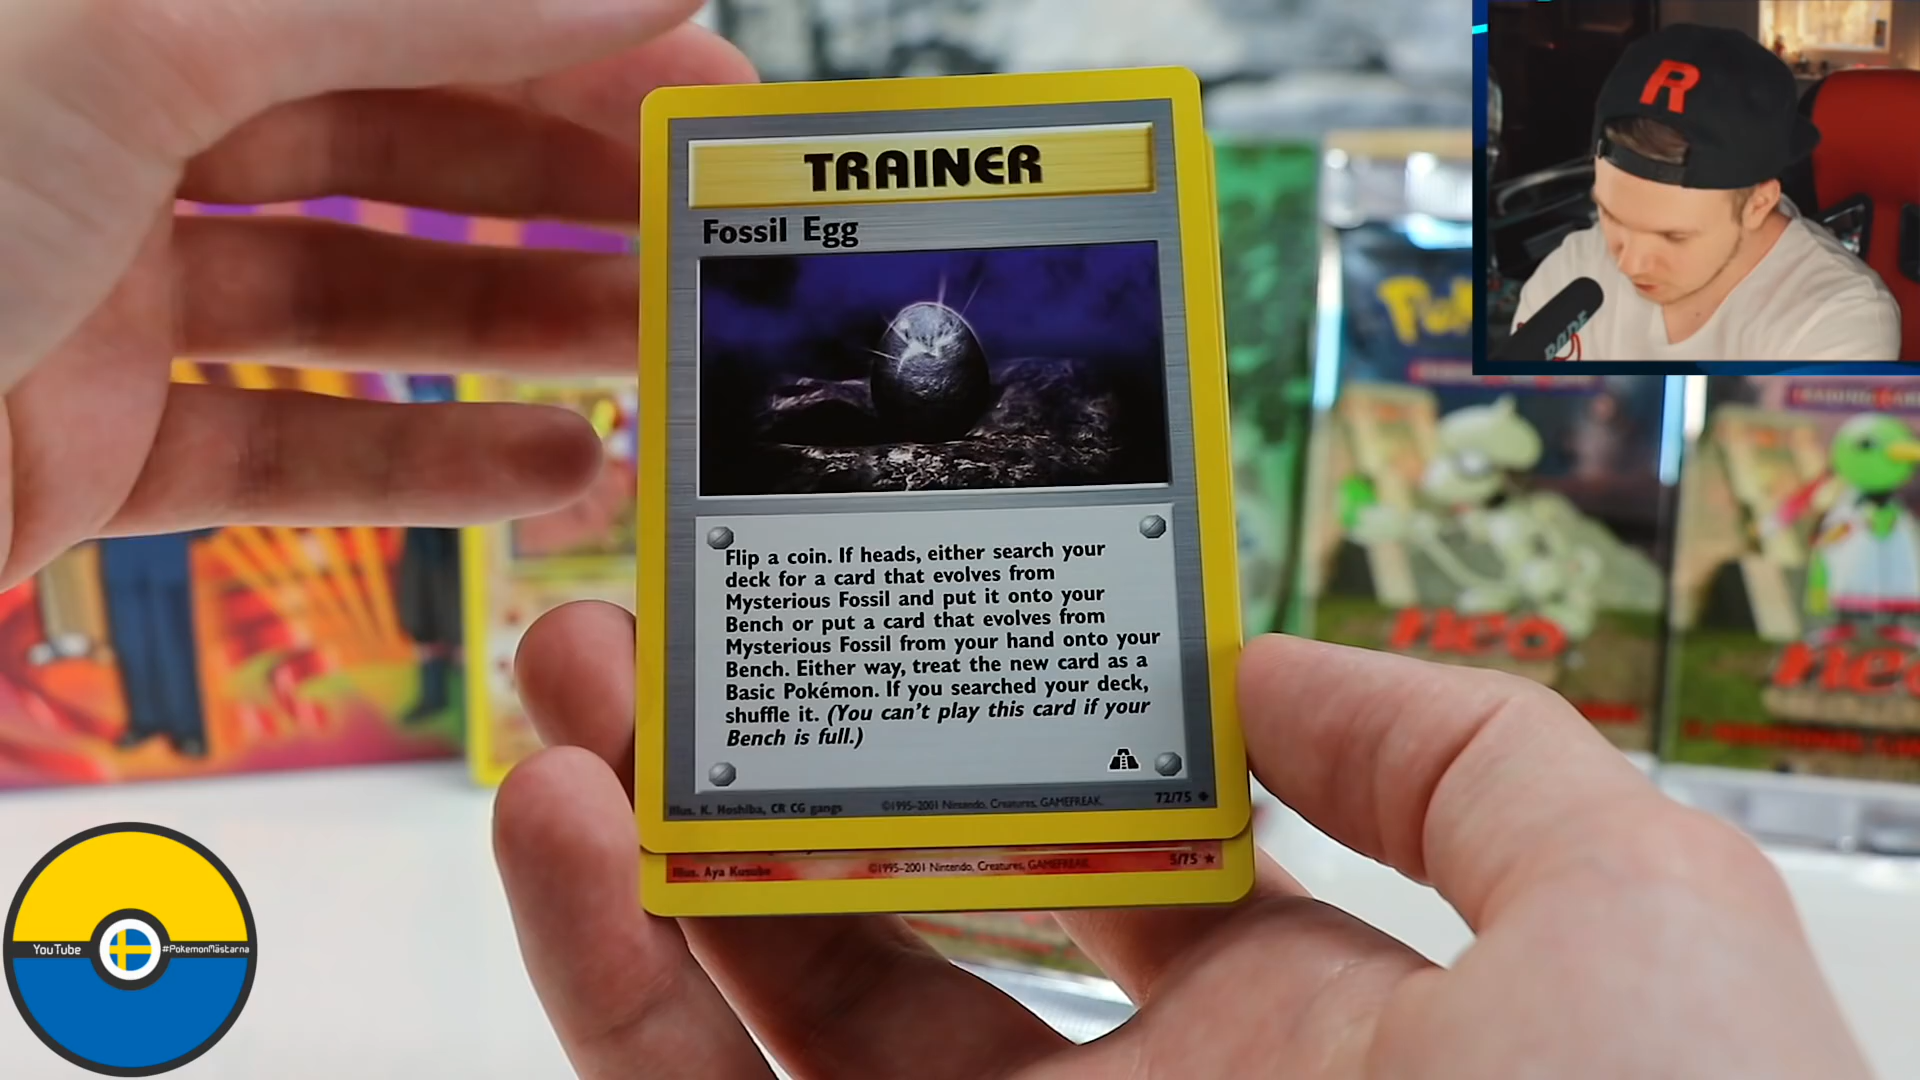 R
TRAINER
Fossil Egg
Flip a coin. If heads, either search your
deck for a card that evolves from
Mysterious Fossil and put it onto your
Bench or put a card that evolves from
Mysterious Fossil from your hand onto your
Bench. Either way, treat the new card as a
Basic Pokémon. If you searched your deck,
shuffle it. (You can't play this card if your
Bench is full.)
Illus. K. Hoshiba, CR CG gangs ©1995-2001 Nintendo, Creatures, GAMEFREAK. 72/75
Illus. Aya Kusube ©1995-2001 Nintendo, Creatures, GAMEFREAK. 5/75
RODE
neo
YouTube #PokemonMästarna